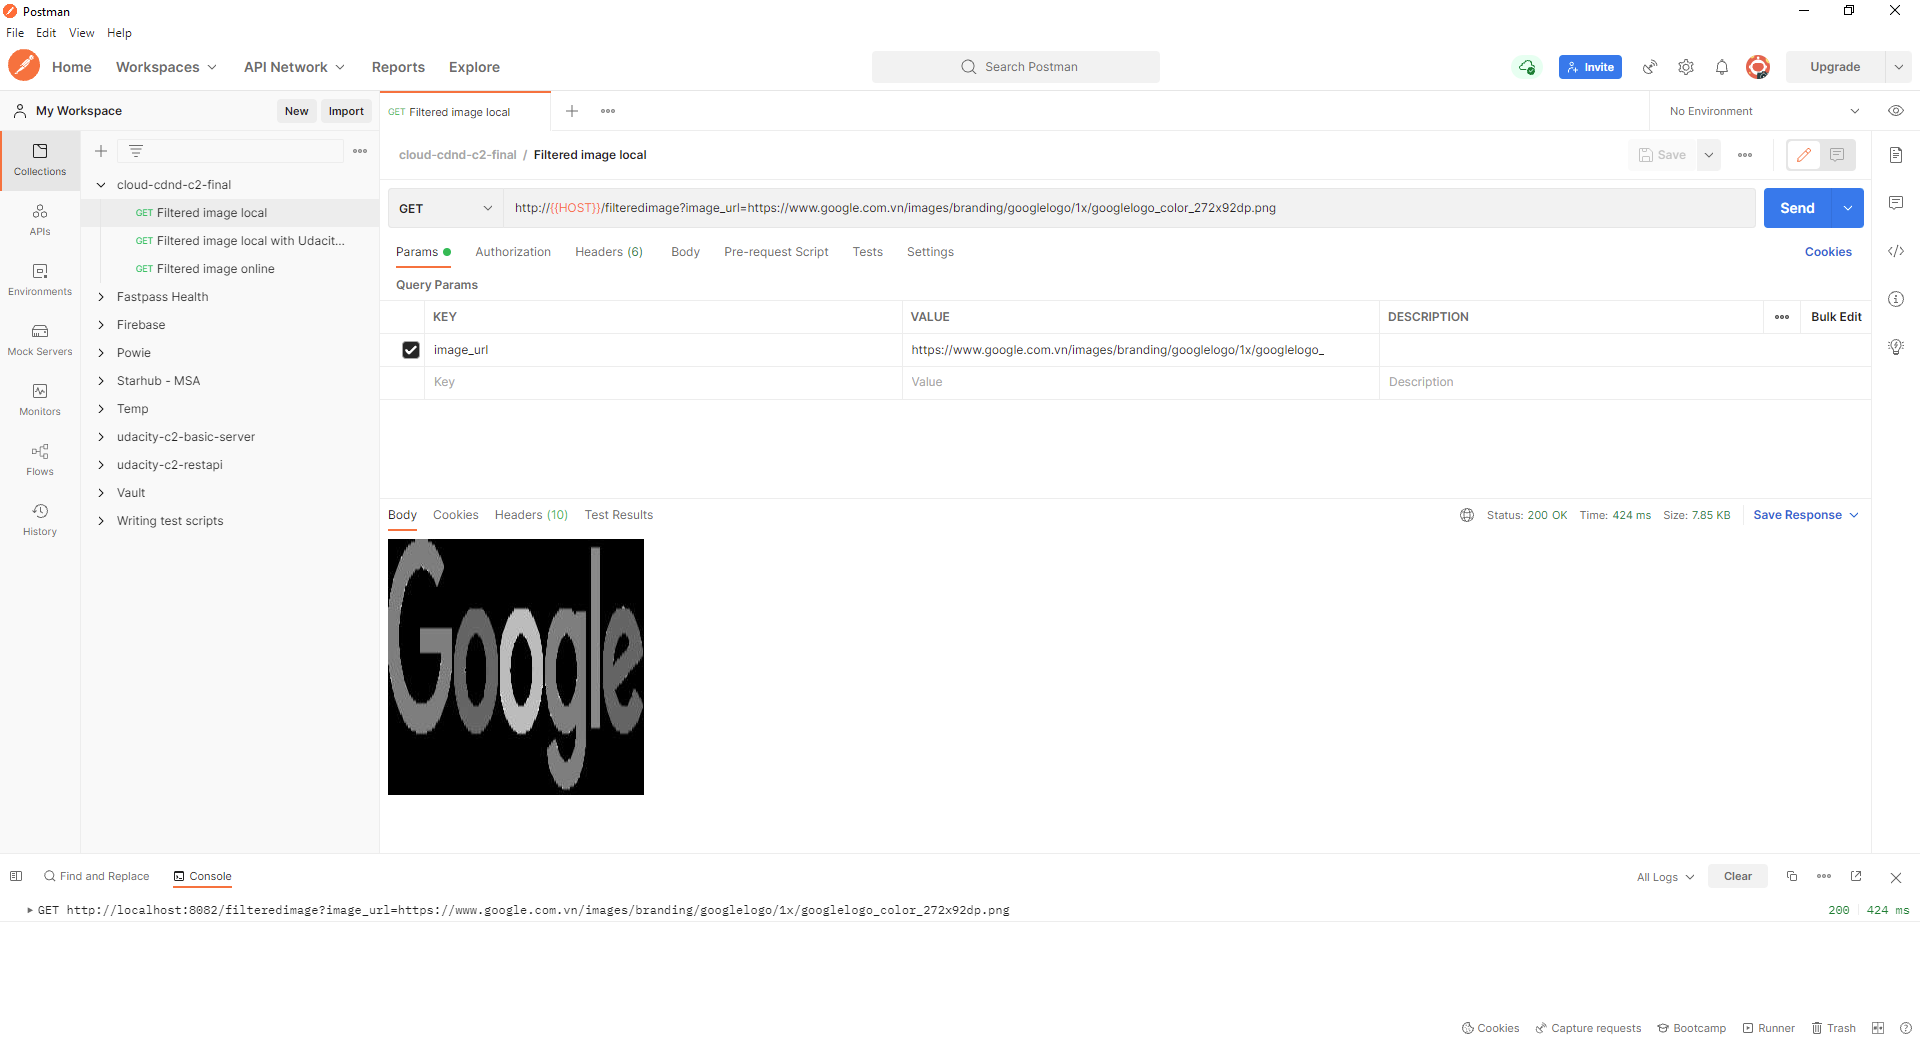 Postman
File Edit View Help
Home Workspaces API Network Reports Explore
Search Postman
Invite
Upgrade
My Workspace
New Import
GET Filtered image local
No Environment
Collections
APIs
Environments
Mock Servers
Monitors
Flows
History
cloud-cdnd-c2-final
GET Filtered image local
GET Filtered image local with Udacit...
GET Filtered image online
Fastpass Health
Firebase
Powie
Starhub - MSA
Temp
udacity-c2-basic-server
udacity-c2-restapi
Vault
Writing test scripts
cloud-cdnd-c2-final / Filtered image local
Save
GET
http://{{HOST}}/filteredimage?image_url=https://www.google.com.vn/images/branding/googlelogo/1x/googlelogo_color_272x92dp.png
Send
Params Authorization Headers (6) Body Pre-request Script Tests Settings
Cookies
Query Params
KEY VALUE DESCRIPTION
Bulk Edit
image_url https://www.google.com.vn/images/branding/googlelogo/1x/googlelogo_
Key Value Description
Body Cookies Headers (10) Test Results
Status: 200 OK Time: 424 ms Size: 7.85 KB
Save Response
Google
Find and Replace Console
All Logs
Clear
GET http://localhost:8082/filteredimage?image_url=https://www.google.com.vn/images/branding/googlelogo/1x/googlelogo_color_272x92dp.png
200 424 ms
Cookies Capture requests Bootcamp Runner Trash